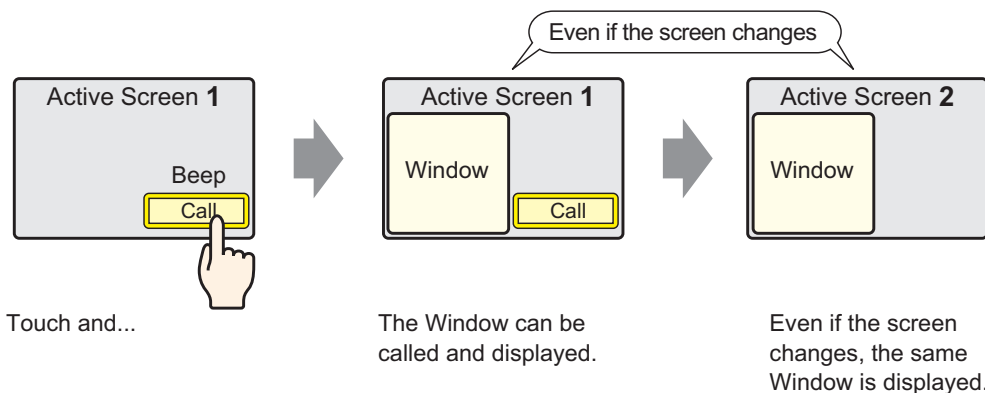 Even if the screen changes
Active Screen 1
Beep
Call
Active Screen 1
Window
Call
Active Screen 2
Window
Touch and...
The Window can be
called and displayed.
Even if the screen
changes, the same
Window is displayed.